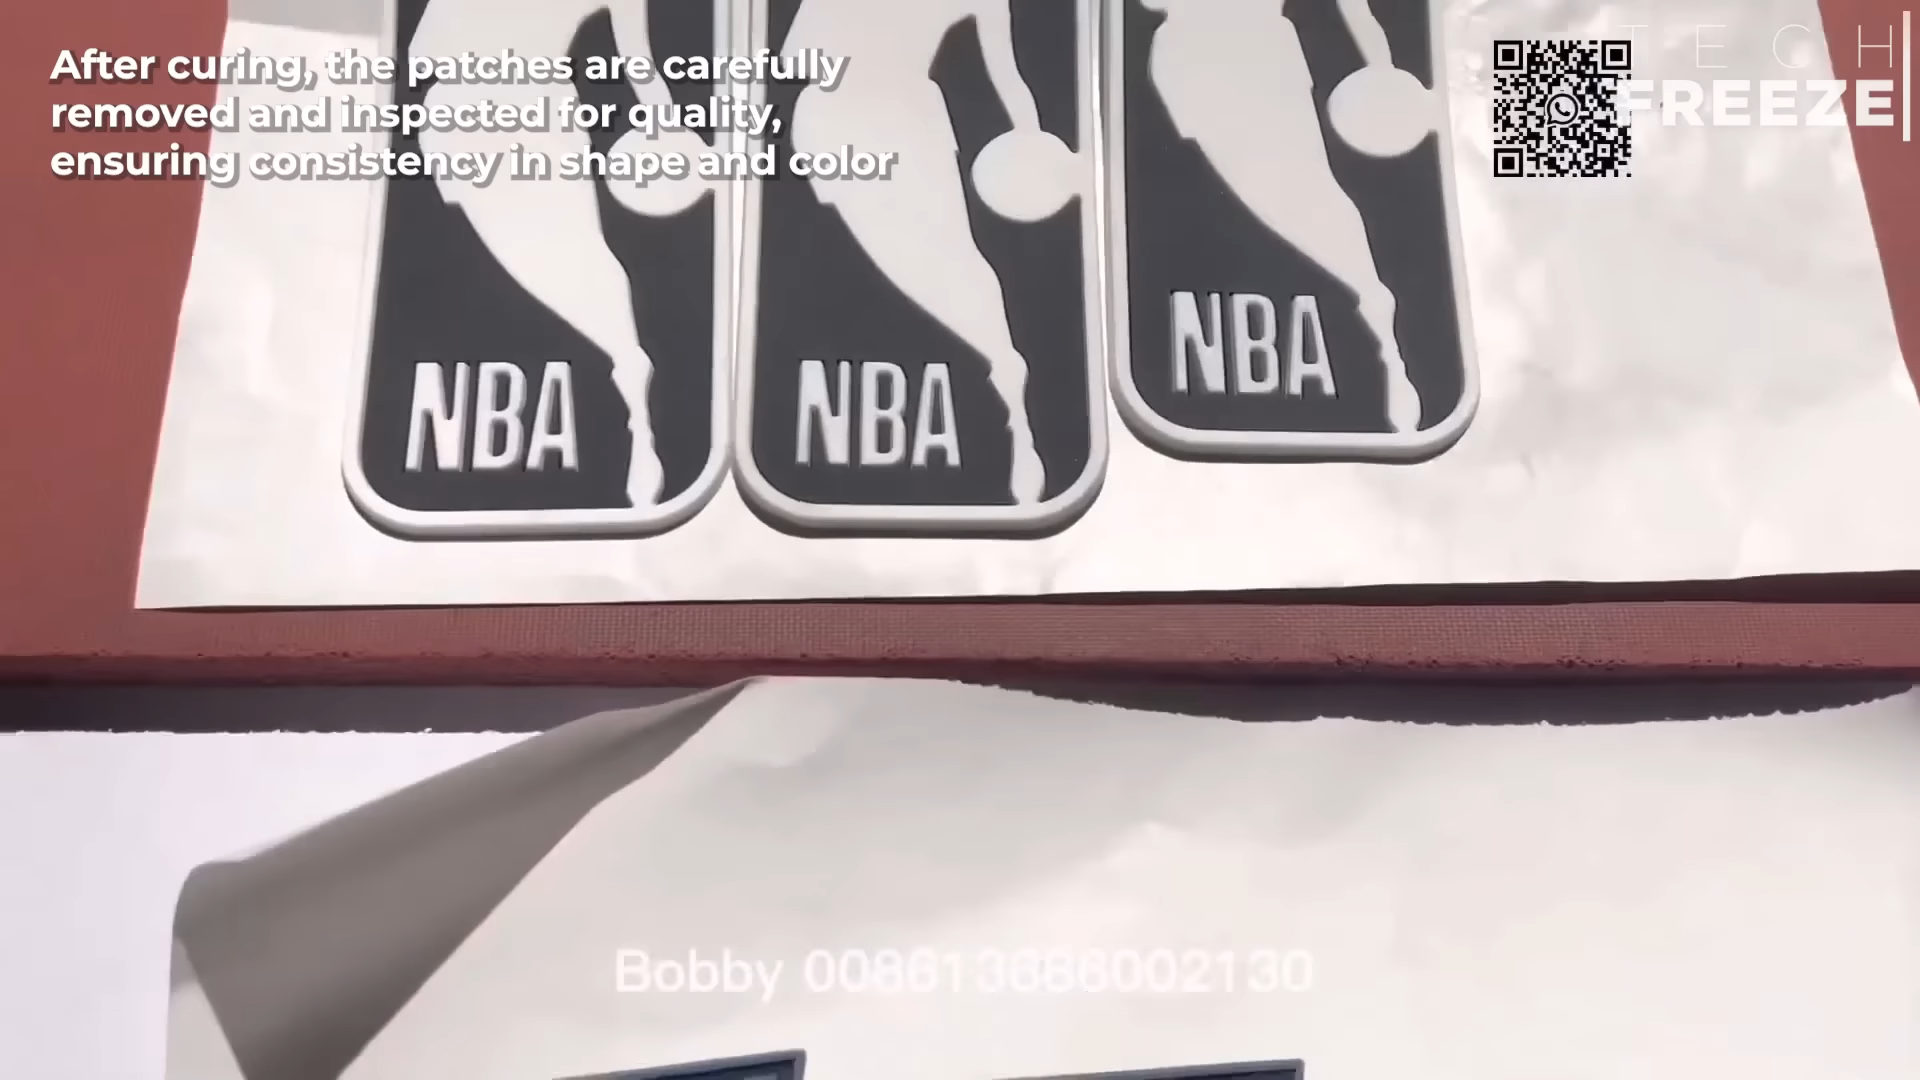 After curing, the patches are carefully
removed and inspected for quality,
ensuring consistency in shape and color
TECH
FREEZE
NBA
NBA
NBA
Bobby 008613686002130